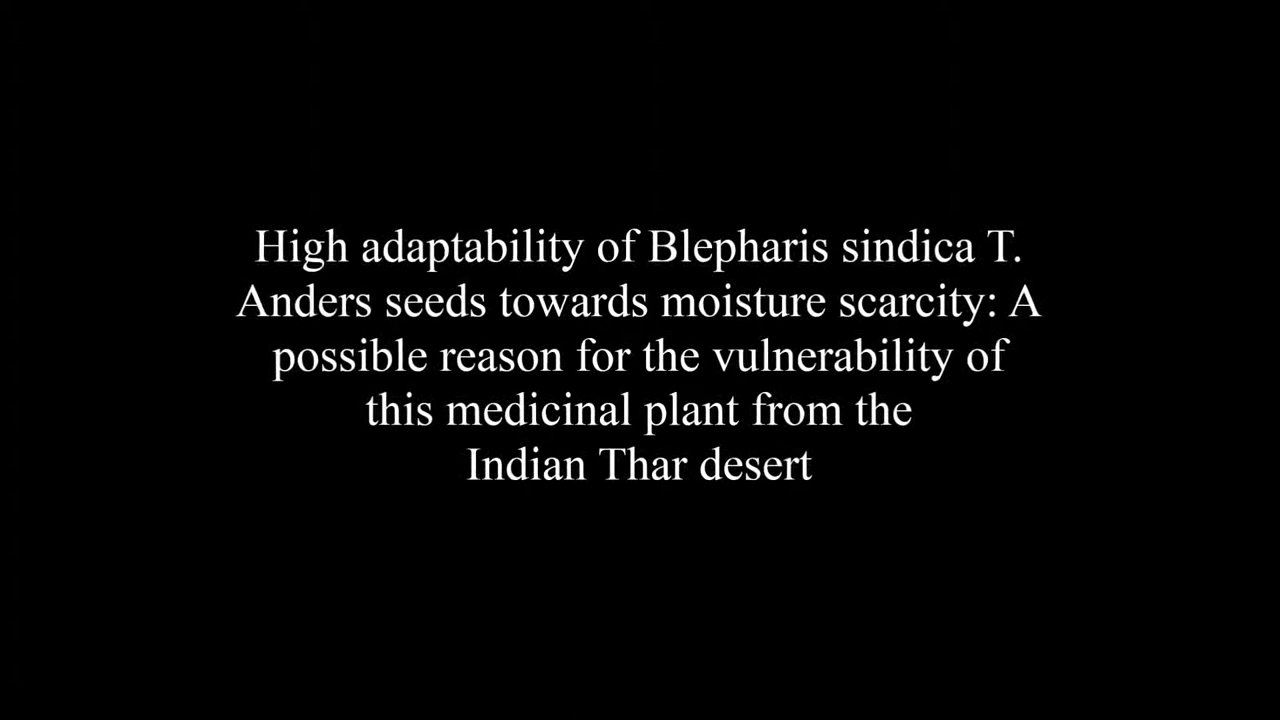 High adaptability of Blepharis sindica T.
Anders seeds towards moisture scarcity: A
possible reason for the vulnerability of
this medicinal plant from the
Indian Thar desert